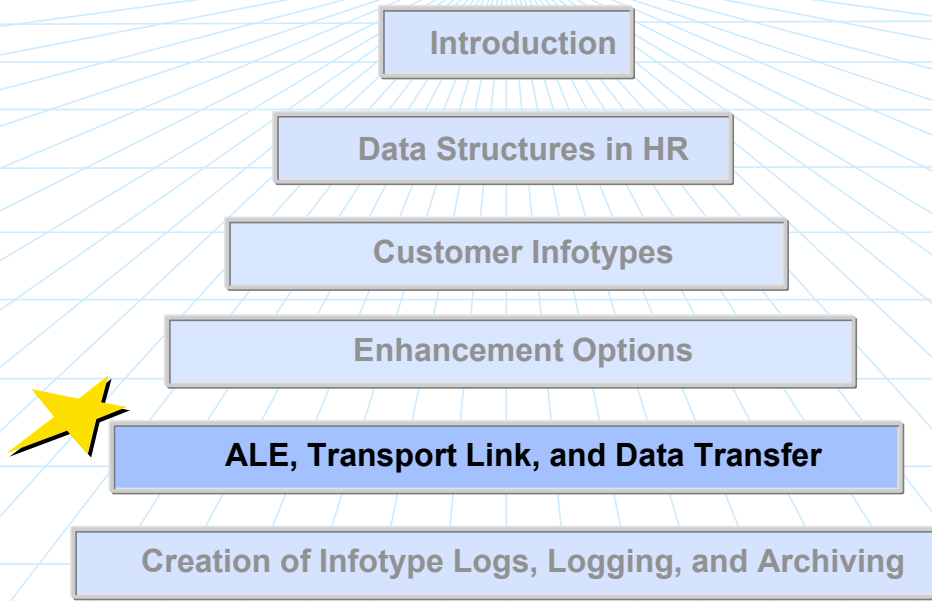 Introduction
Data Structures in HR
Customer Infotypes
Enhancement Options
ALE, Transport Link, and Data Transfer
Creation of Infotype Logs, Logging, and Archiving